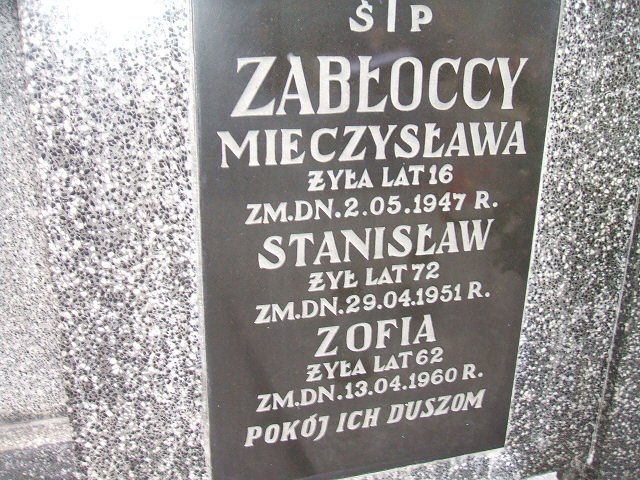 Ś P
ZABŁOCCY
MIECZYSŁAWA
ŻYŁA LAT 16
ZM.DN.2.05.1947 R.
STANISŁAW
ŻYŁ LAT 72
ZM.DN.29.04.1951 R.
ZOFIA
ŻYŁA LAT 62
ZM.DN.13.04.1960 R.
POKÓJ ICH DUSZOM